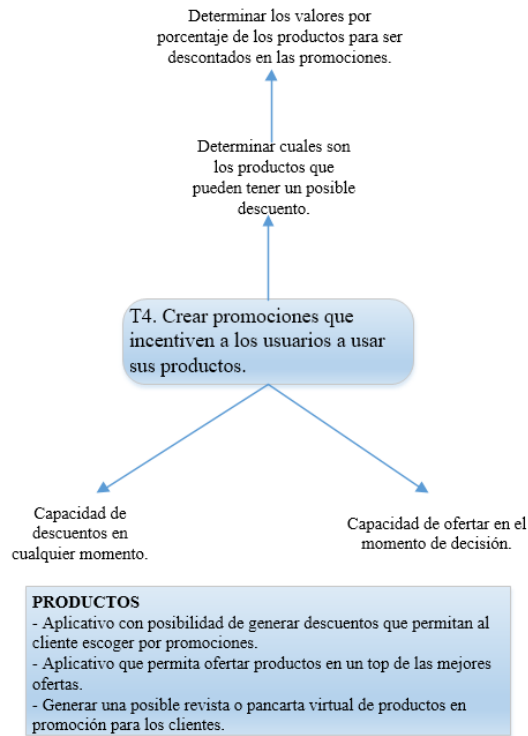 Determinar los valores por
porcentaje de los productos para ser
descontados en las promociones.
Determinar cuales son
los productos que
pueden tener un posible
descuento.
T4. Crear promociones que
incentiven a los usuarios a usar
sus productos.
Capacidad de
descuentos en
cualquier momento.
Capacidad de ofertar en el
momento de decisión.
PRODUCTOS
- Aplicativo con posibilidad de generar descuentos que permitan al
cliente escoger por promociones.
- Aplicativo que permita ofertar productos en un top de las mejores
ofertas.
- Generar una posible revista o pancarta virtual de productos en
promoción para los clientes.